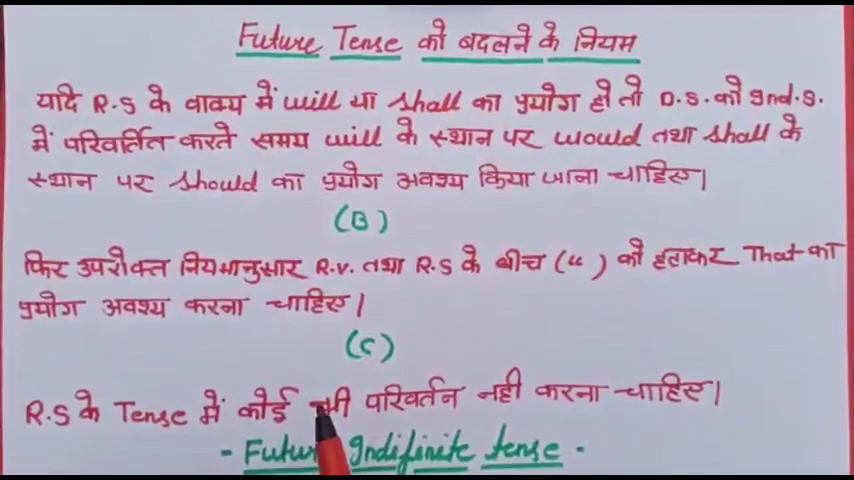 Future Tense को बदलने के नियम
यदि R.S के वाक्य में will या shall का प्रयोग हो तो D.S. को Ind.S.
में परिवर्तित करते समय will के स्थान पर would तथा shall के
स्थान पर should का प्रयोग अवश्य किया जाना चाहिए।
(B)
फिर उपरोक्त नियमानुसार R.V. तथा R.S के बीच (“ ) को हटाकर That का
प्रयोग अवश्य करना चाहिए।
(C)
R.S के Tense में कोई भी परिवर्तन नही करना चाहिए।
- Future Indifinite tense -